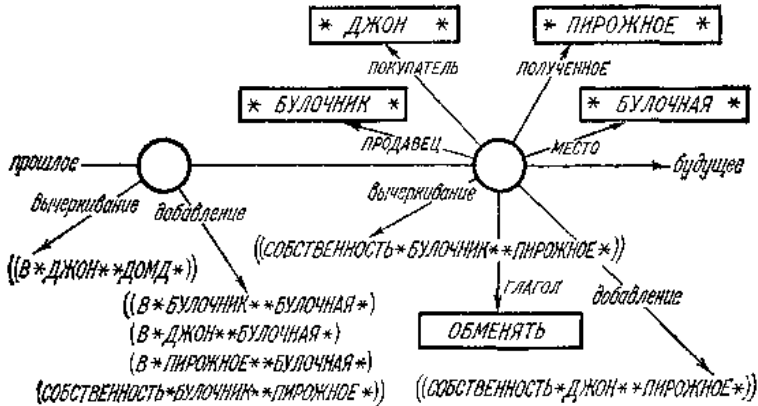 * ДЖОН *
* ПИРОЖНОЕ *
ПОКУПАТЕЛЬ
ПОЛУЧЕННОЕ
* БУЛОЧНИК *
* БУЛОЧНАЯ *
ПРОДАВЕЦ
МЕСТО
прошлое
будущее
вычеркивание
добавление
вычеркивание
((СОБСТВЕННОСТЬ*БУЛОЧНИК**ПИРОЖНОЕ*))
((В*ДЖОН**ДОМД*))
ГЛАГОЛ
добавление
((В*БУЛОЧНИК**БУЛОЧНАЯ*)
(В*ДЖОН**БУЛОЧНАЯ*)
ОБМЕНЯТЬ
(В*ПИРОЖНОЕ**БУЛОЧНАЯ*)
(СОБСТВЕННОСТЬ*БУЛОЧНИК**ПИРОЖНОЕ*))
((СОБСТВЕННОСТЬ*ДЖОН**ПИРОЖНОЕ*))